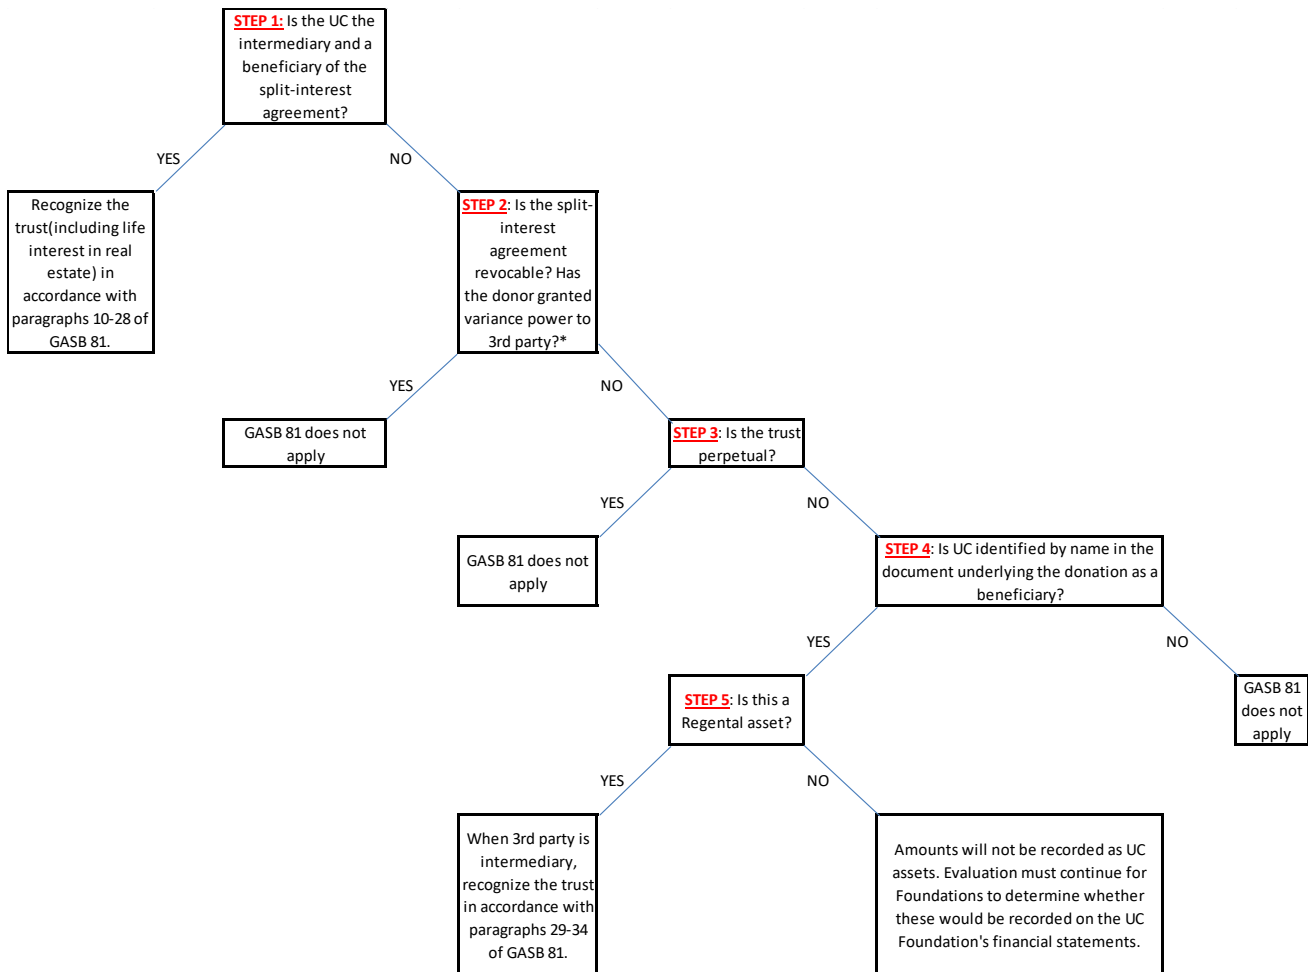 STEP 1: Is the UC the
intermediary and a
beneficiary of the
split-interest
agreement?
YES
NO
Recognize the
trust(including life
interest in real
estate) in
accordance with
paragraphs 10-28 of
GASB 81.
STEP 2: Is the split-
interest
agreement
revocable? Has
the donor granted
variance power to
3rd party?*
YES
NO
GASB 81 does not
apply
STEP 3: Is the trust
perpetual?
YES
NO
GASB 81 does not
apply
STEP 4: Is UC identified by name in the
document underlying the donation as a
beneficiary?
YES
NO
STEP 5: Is this a
Regental asset?
GASB 81
does not
apply
YES
NO
When 3rd party is
intermediary,
recognize the trust
in accordance with
paragraphs 29-34
of GASB 81.
Amounts will not be recorded as UC
assets. Evaluation must continue for
Foundations to determine whether
these would be recorded on the UC
Foundation's financial statements.